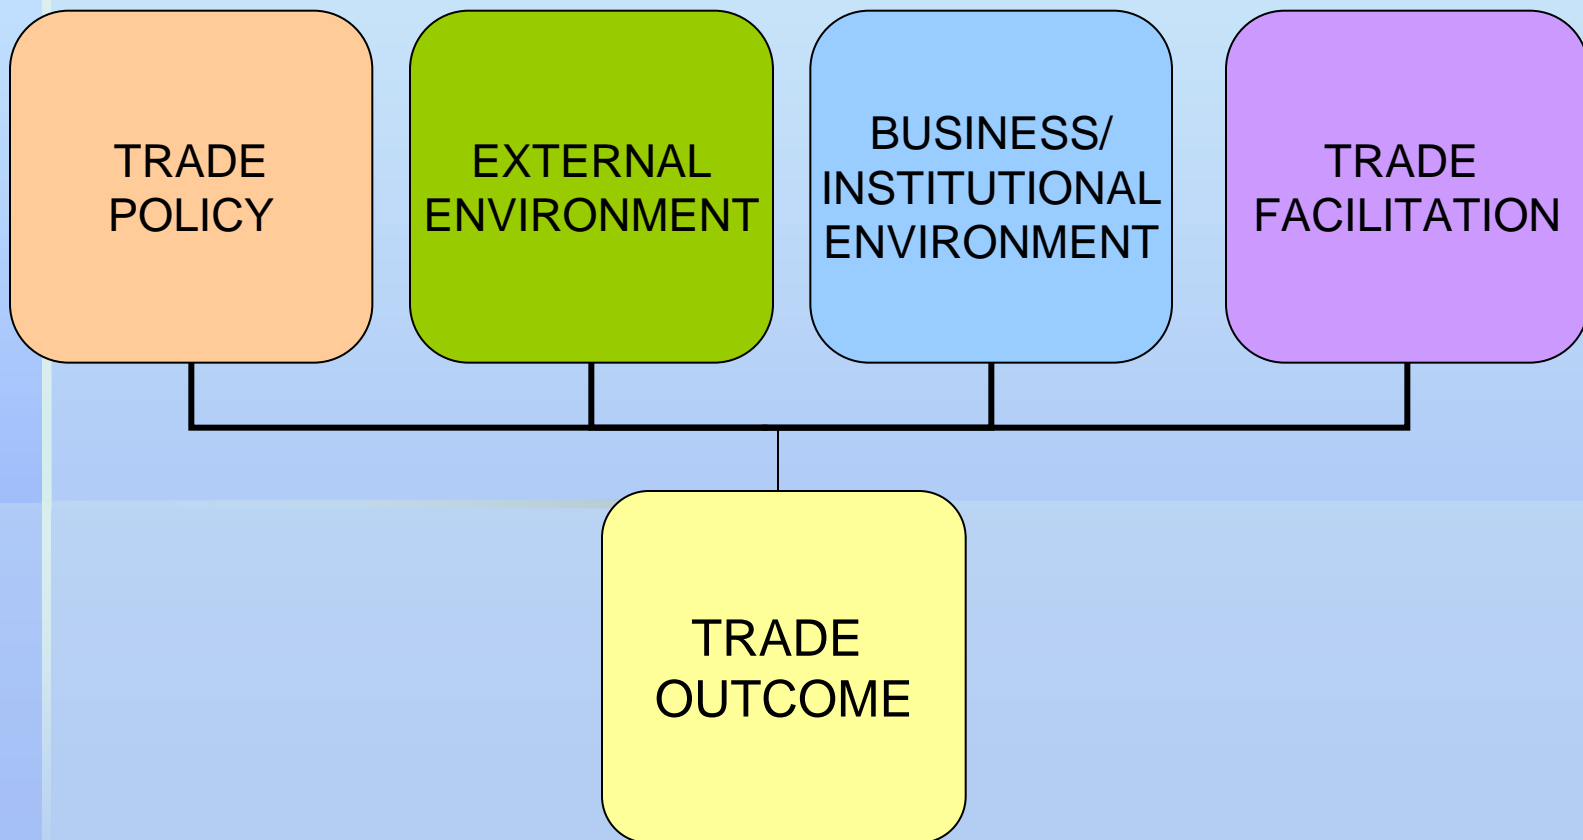 TRADE
POLICY
EXTERNAL
ENVIRONMENT
BUSINESS/
INSTITUTIONAL
ENVIRONMENT
TRADE
FACILITATION
TRADE
OUTCOME